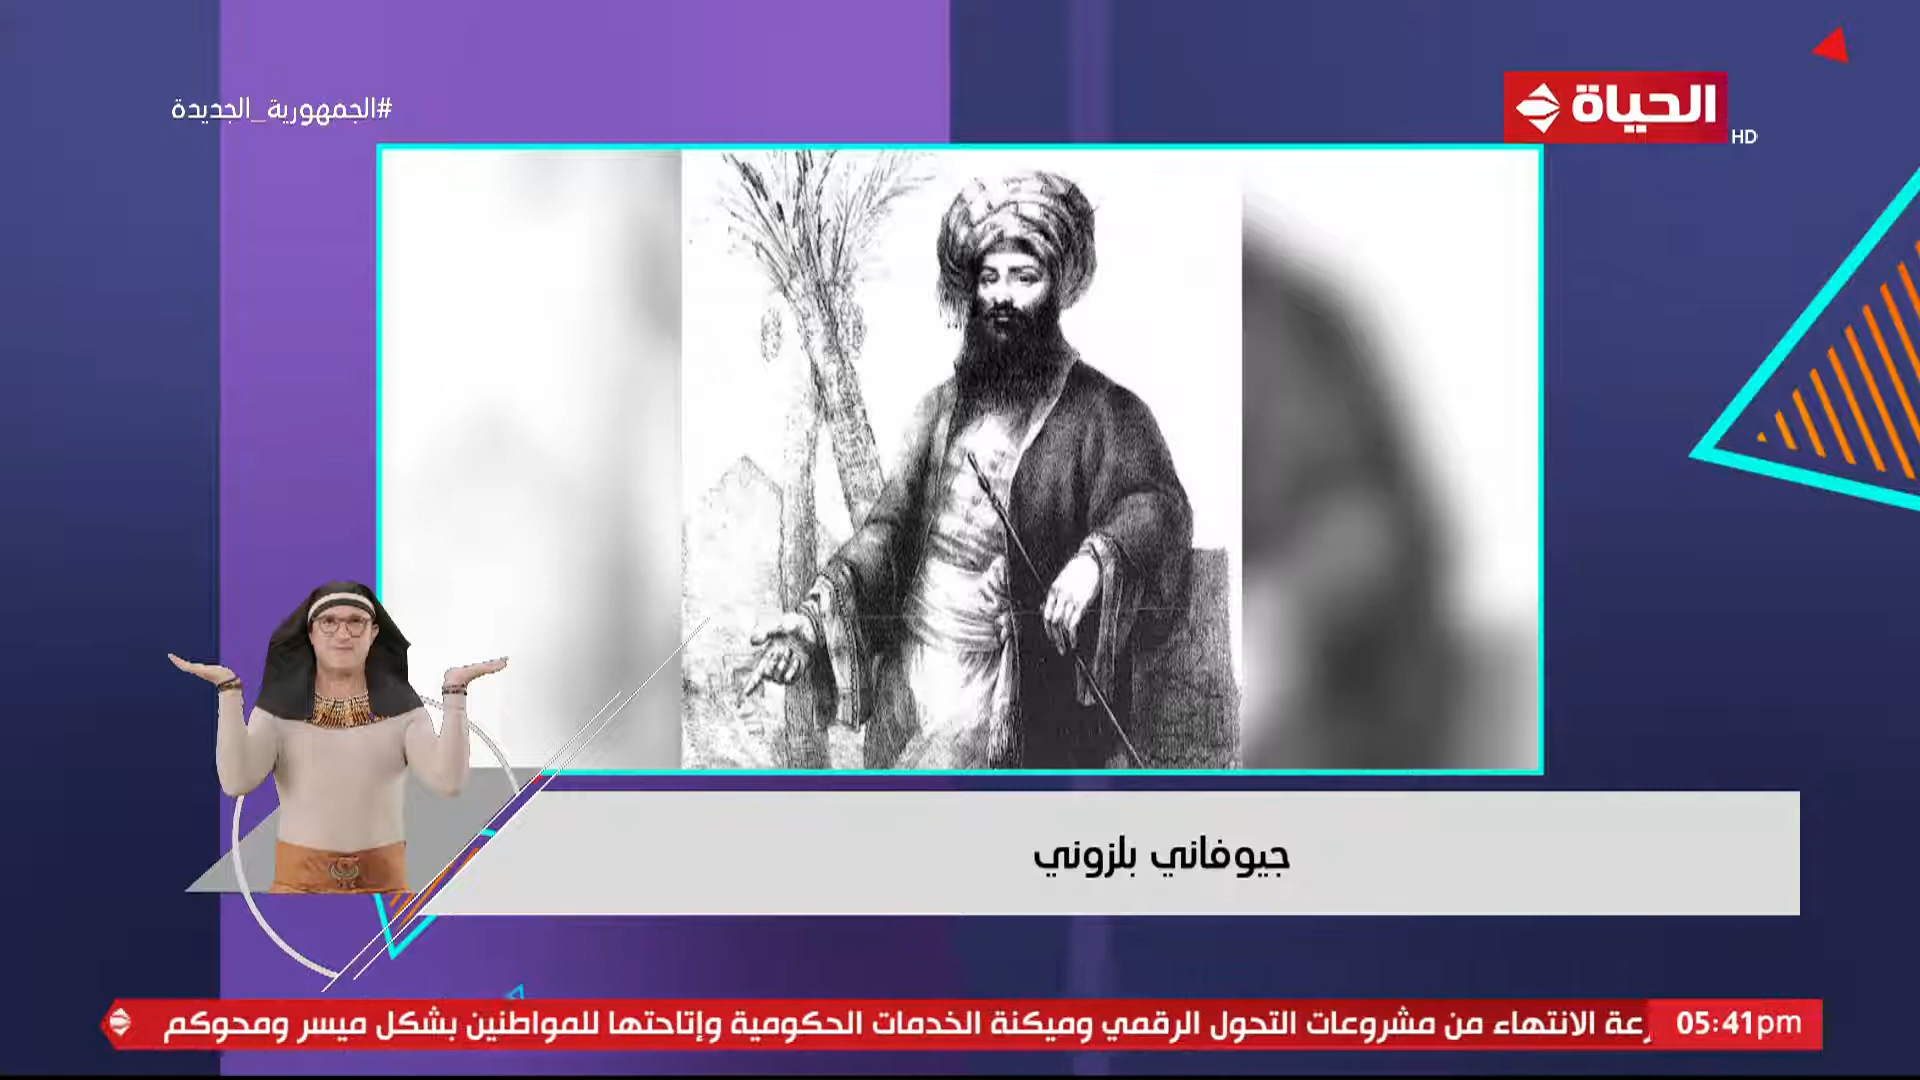 #الجمهورية_الجديدة
الحياة
HD
جيوفاني بلزوني
عة الانتهاء من مشروعات التحول الرقمي وميكنة الخدمات الحكومية وإتاحتها للمواطنين بشكل ميسر ومحوكم
05:41pm